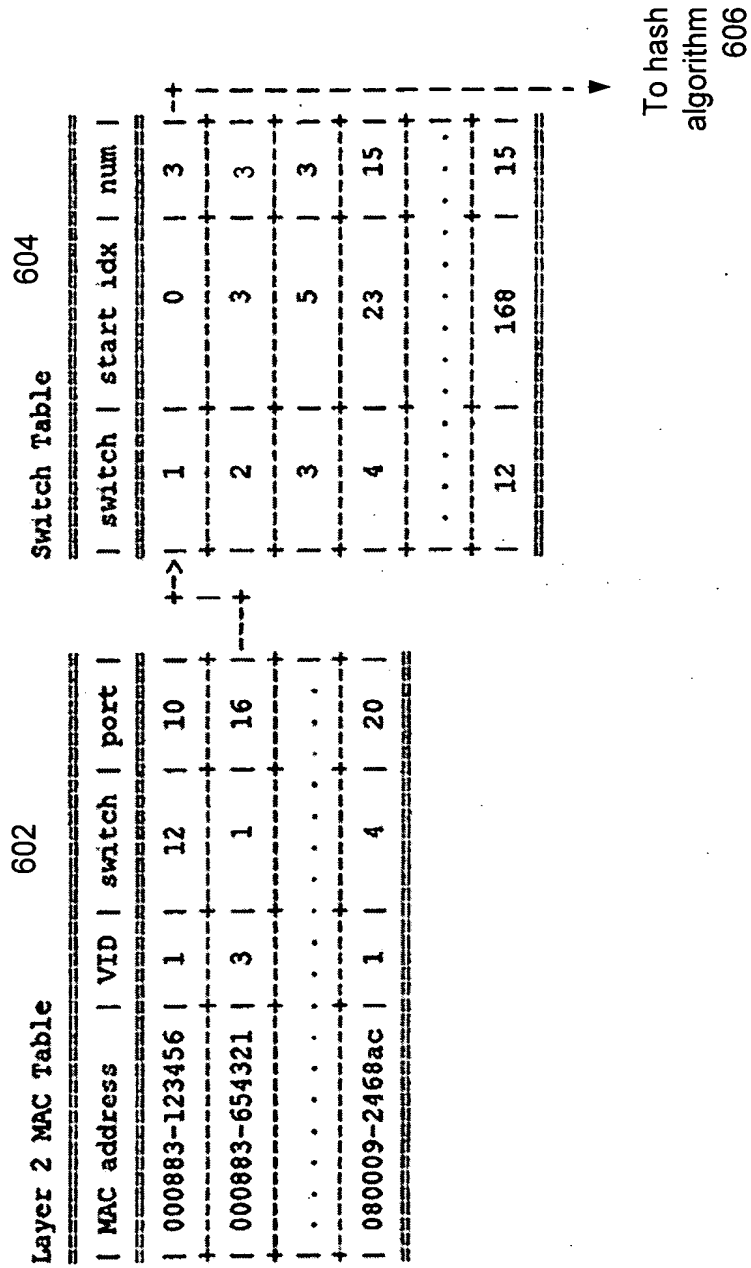 Layer 2 MAC Table 602
==========================================
| MAC address | VID | switch | port |
==========================================
| 000883-123456 | 1 | 12 | 10 |
+---------------+-----+--------+------+
| 000883-654321 | 3 | 1 | 16 |----+
+---------------+-----+--------+------+
| . . . . . . . . . . . . . . . . |
+---------------+-----+--------+------+
| 080009-2468ac | 1 | 4 | 20 |
==========================================
Switch Table 604
==============================
| switch | start idx | num |
==============================
+->| 1 | 0 | 3 |-+
+--------+-----------+-----+
| 2 | 3 | 3 |
+--------+-----------+-----+
| 3 | 5 | 3 |
+--------+-----------+-----+
| 4 | 23 | 15 |
+--------+-----------+-----+
| . . . . . . . . . . . |
+--------+-----------+-----+
| 12 | 168 | 15 |
==============================
To hash
algorithm
606